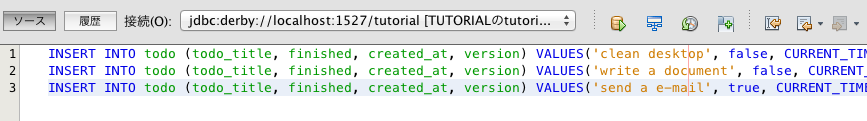 ソース 履歴 接続(O): jdbc:derby://localhost:1527/tutorial [TUTORIALのtutori...
1 INSERT INTO todo (todo_title, finished, created_at, version) VALUES('clean desktop', false, CURRENT_TIM
2 INSERT INTO todo (todo_title, finished, created_at, version) VALUES('write a document', false, CURRENT_
3 INSERT INTO todo (todo_title, finished, created_at, version) VALUES('send a e-mail', true, CURRENT_TIME